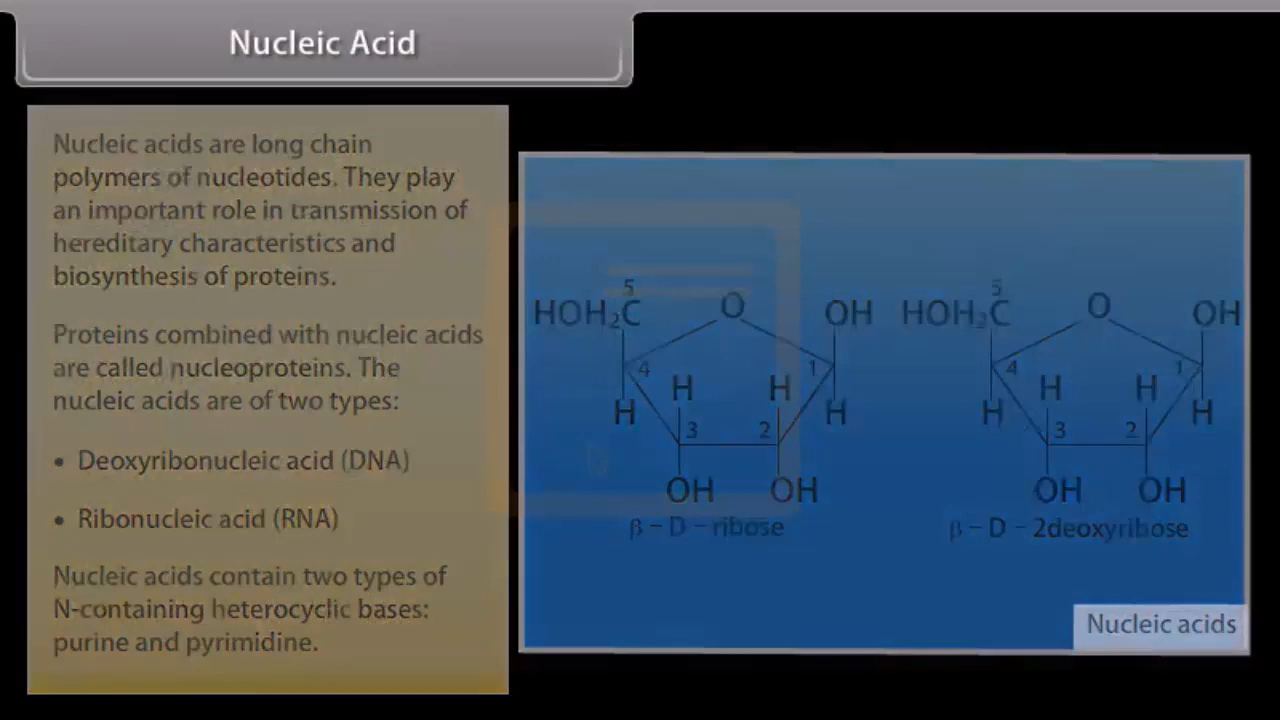 Nucleic Acid
Nucleic acids are long chain
polymers of nucleotides. They play
an important role in transmission of
hereditary characteristics and
biosynthesis of proteins.
Proteins combined with nucleic acids
are called nucleoproteins. The
nucleic acids are of two types:
• Deoxyribonucleic acid (DNA)
• Ribonucleic acid (RNA)
Nucleic acids contain two types of
N-containing heterocyclic bases:
purine and pyrimidine.
5
HOH₂C O OH
4 H H 1
H H
3 2
OH OH
β – D – ribose
5
HOH₂C O OH
4 H H 1
H H
3 2
OH OH
β – D – 2deoxyribose
Nucleic acids